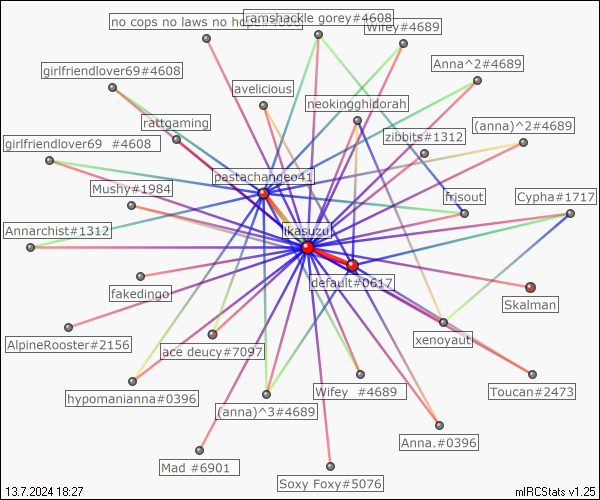 no cops no laws no hope#4608
ramshackle gorey#4608
Wifey#4689
girlfriendlover69#4608
Anna^2#4689
avelicious
neokingghidorah
rattgaming
(anna)^2#4689
zibbits#1312
girlfriendlover69 #4608
pastachangeo41
Mushy#1984
frisout
Cypha#1717
Annarchist#1312
ikasuzu
default#0617
fakedingo
Skalman
AlpineRooster#2156
ace deucy#7097
xenoyaut
hypomanianna#0396
(anna)^3#4689
Wifey #4689
Toucan#2473
Anna.#0396
Mad #6901
Soxy Foxy#5076
13.7.2024 18:27
mIRCStats v1.25